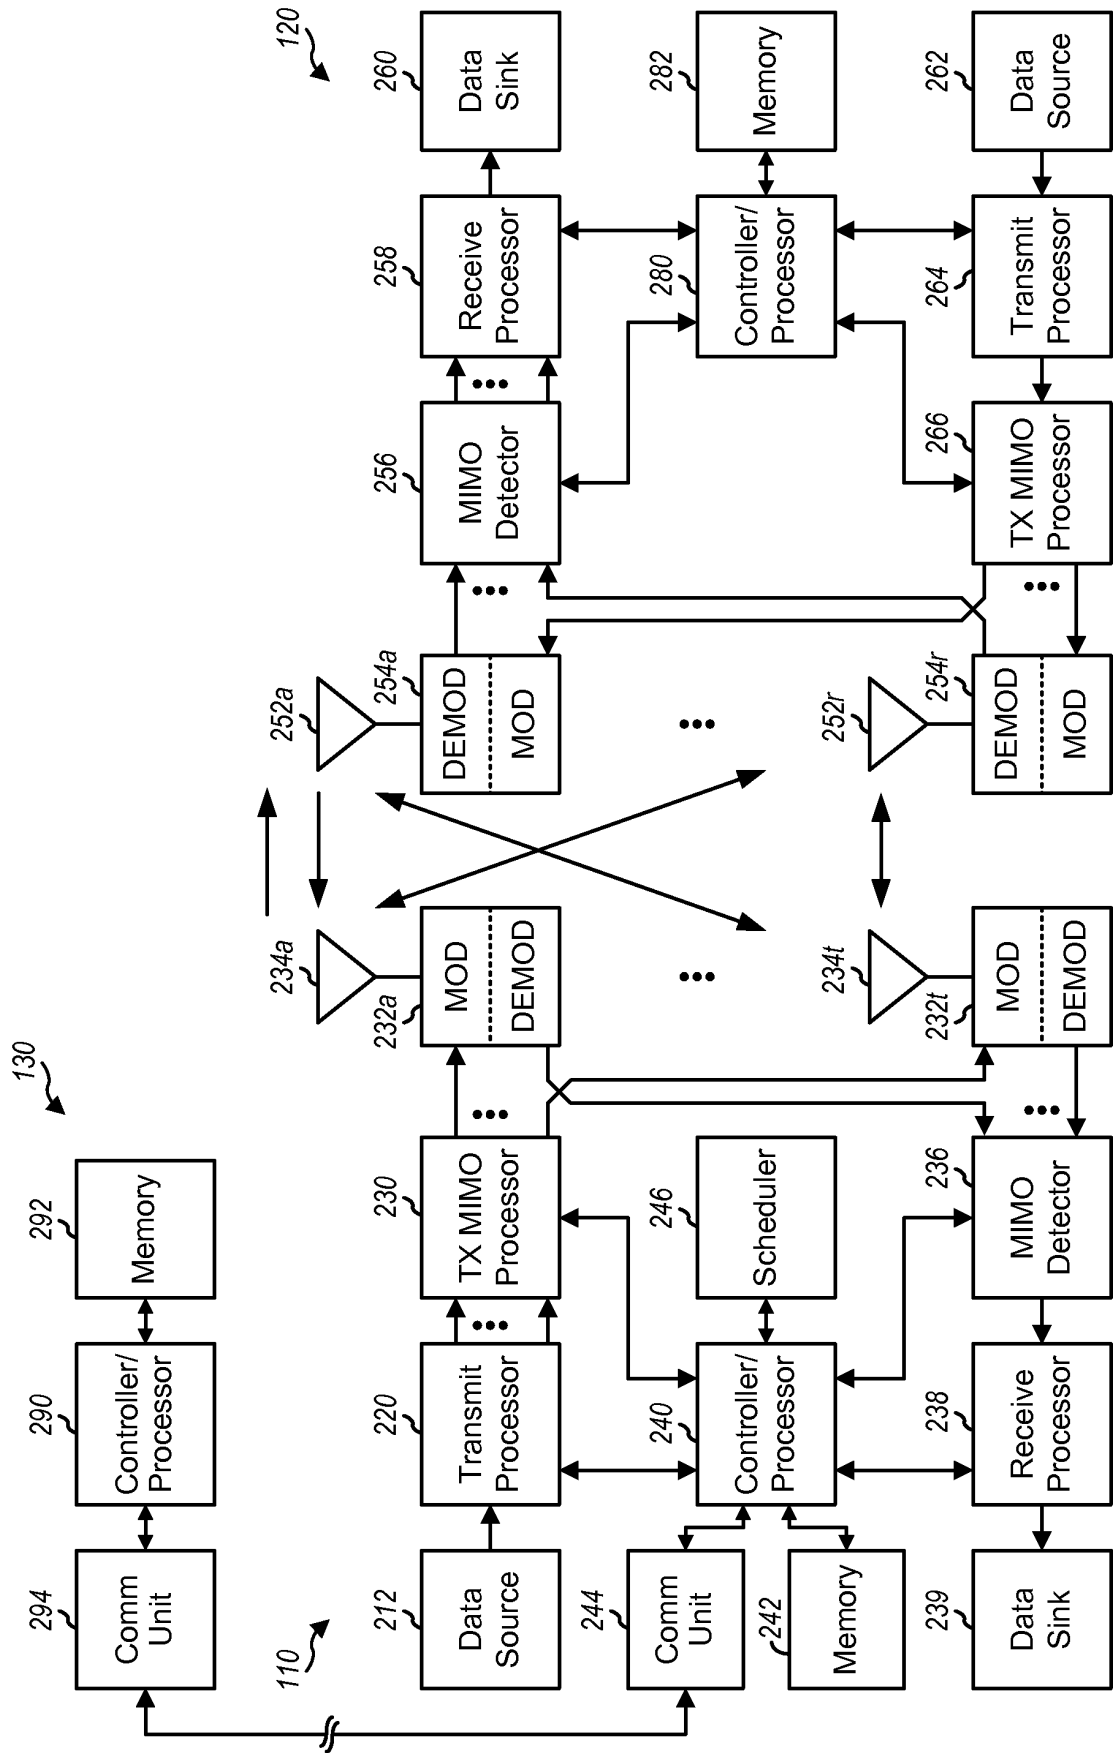 130
294
Comm
Unit
290
Controller/
Processor
292
Memory
110
120
212
Data
Source
220
Transmit
Processor
230
TX MIMO
Processor
232a
MOD
DEMOD
234a
252a
254a
DEMOD
MOD
256
MIMO
Detector
258
Receive
Processor
260
Data
Sink
244
Comm
Unit
242
Memory
240
Controller/
Processor
246
Scheduler
280
Controller/
Processor
282
Memory
239
Data
Sink
238
Receive
Processor
236
MIMO
Detector
232t
MOD
DEMOD
234t
252r
254r
DEMOD
MOD
266
TX MIMO
Processor
264
Transmit
Processor
262
Data
Source